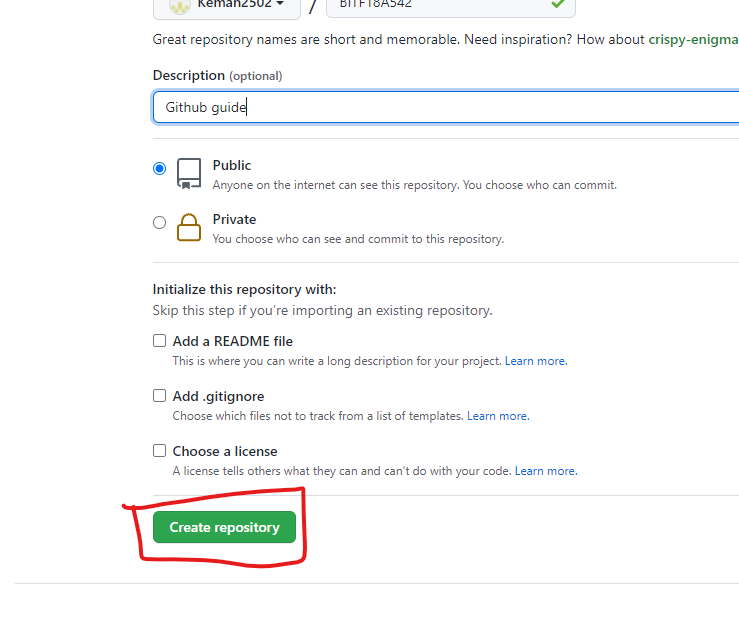 Keman2502 / BITF18A542
Great repository names are short and memorable. Need inspiration? How about crispy-enigma
Description (optional)
Github guide
Public
Anyone on the internet can see this repository. You choose who can commit.
Private
You choose who can see and commit to this repository.
Initialize this repository with:
Skip this step if you're importing an existing repository.
Add a README file
This is where you can write a long description for your project. Learn more.
Add .gitignore
Choose which files not to track from a list of templates. Learn more.
Choose a license
A license tells others what they can and can't do with your code. Learn more.
Create repository